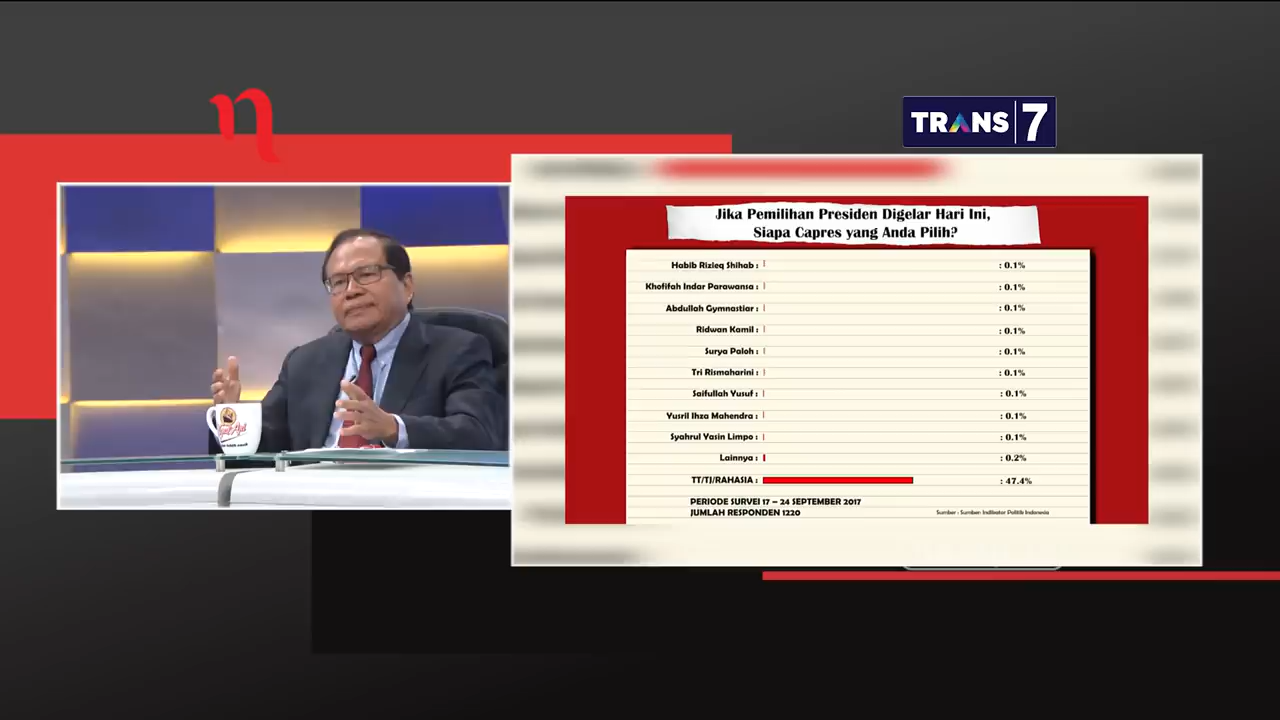 n
TRANS 7
Jika Pemilihan Presiden Digelar Hari Ini,
Siapa Capres yang Anda Pilih?
Habib Rizieq Shihab : : 0.1%
Khofifah Indar Parawansa : : 0.1%
Abdullah Gymnastiar : : 0.1%
Ridwan Kamil : : 0.1%
Surya Paloh : : 0.1%
Tri Rismaharini : : 0.1%
Saifullah Yusuf : : 0.1%
Yusril Ihza Mahendra : : 0.1%
Syahrul Yasin Limpo : : 0.1%
Lainnya : : 0.2%
TT/TJ/RAHASIA : : 47.4%
PERIODE SURVEI 17 – 24 SEPTEMBER 2017
JUMLAH RESPONDEN 1220
Sumber : Sumber: Indikator Politik Indonesia